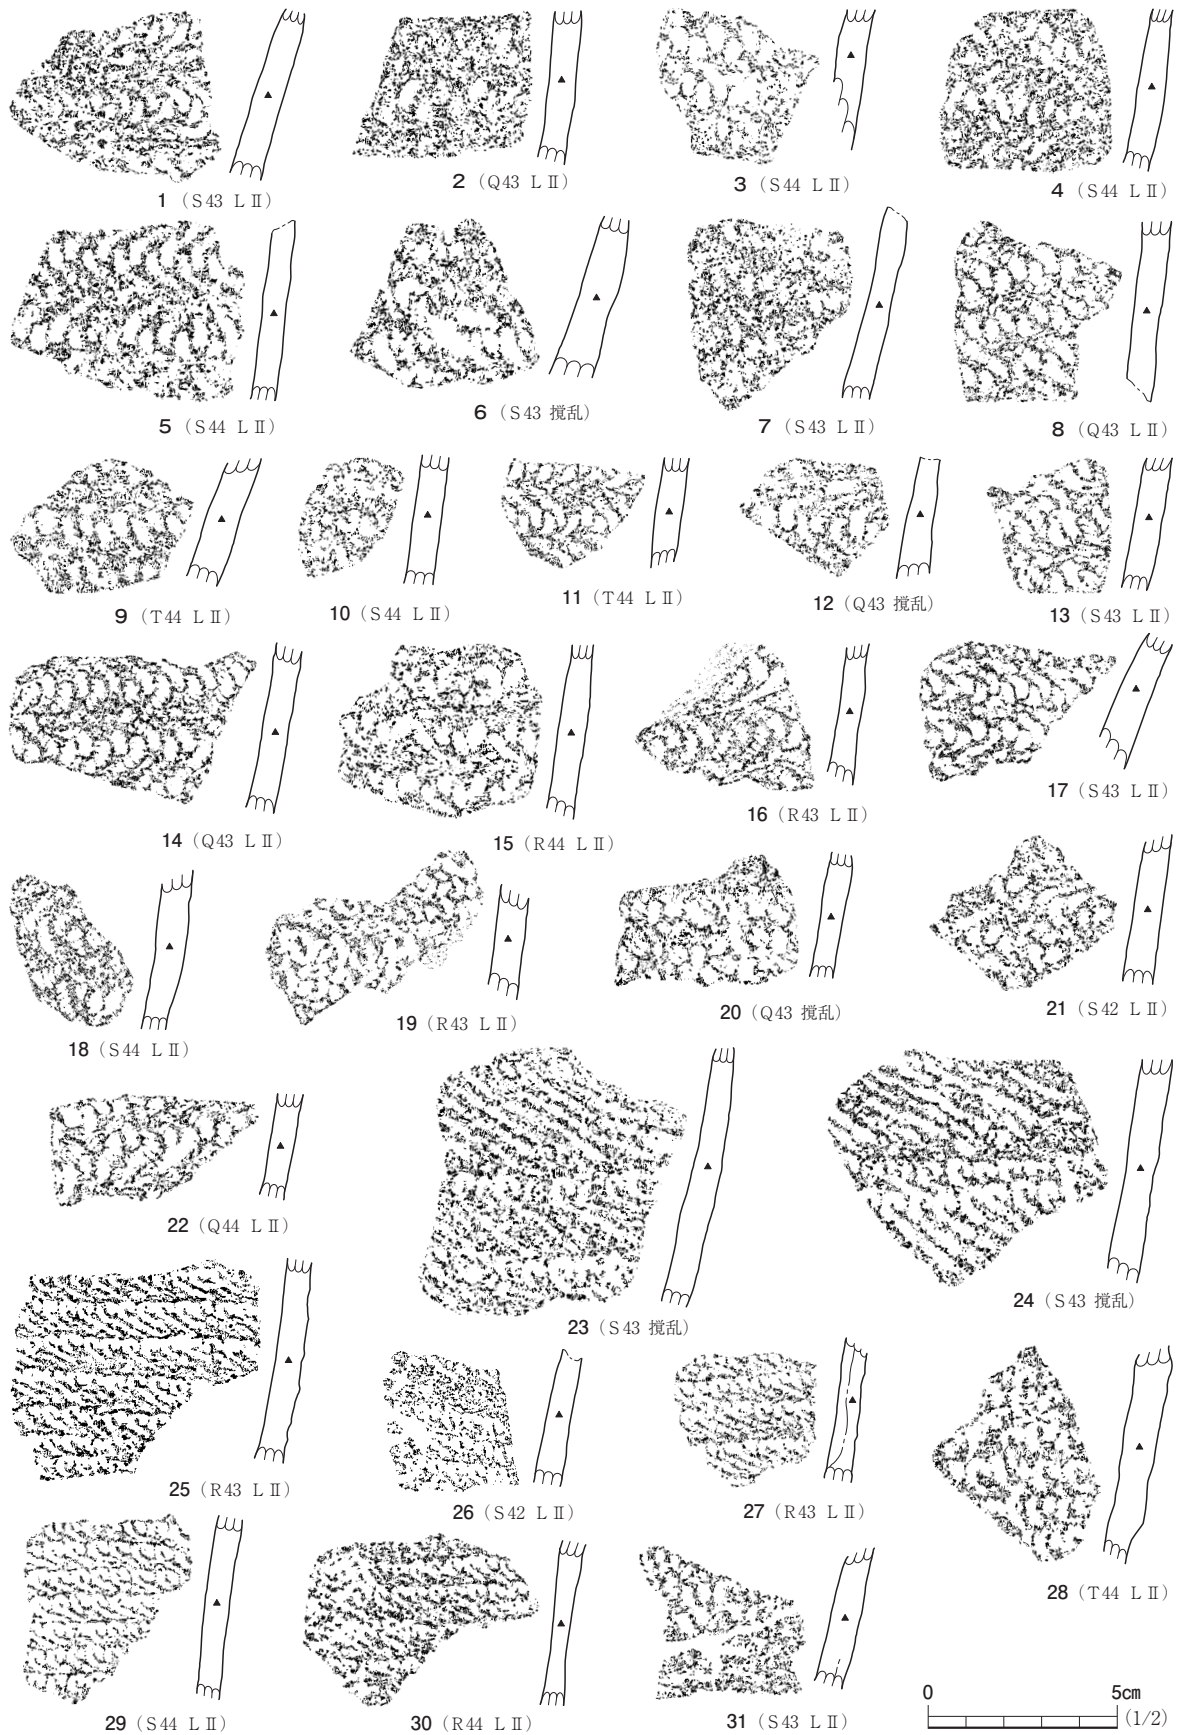 1（S43 LⅡ）
2（Q43 LⅡ）
3（S44 LⅡ）
4（S44 LⅡ）
5（S44 LⅡ）
6（S43 撹乱）
7（S43 LⅡ）
8（Q43 LⅡ）
9（T44 LⅡ）
10（S44 LⅡ）
11（T44 LⅡ）
12（Q43 撹乱）
13（S43 LⅡ）
14（Q43 LⅡ）
15（R44 LⅡ）
16（R43 LⅡ）
17（S43 LⅡ）
18（S44 LⅡ）
19（R43 LⅡ）
20（Q43 撹乱）
21（S42 LⅡ）
22（Q44 LⅡ）
23（S43 撹乱）
24（S43 撹乱）
25（R43 LⅡ）
26（S42 LⅡ）
27（R43 LⅡ）
28（T44 LⅡ）
29（S44 LⅡ）
30（R44 LⅡ）
31（S43 LⅡ）
0 5cm
（1/2）